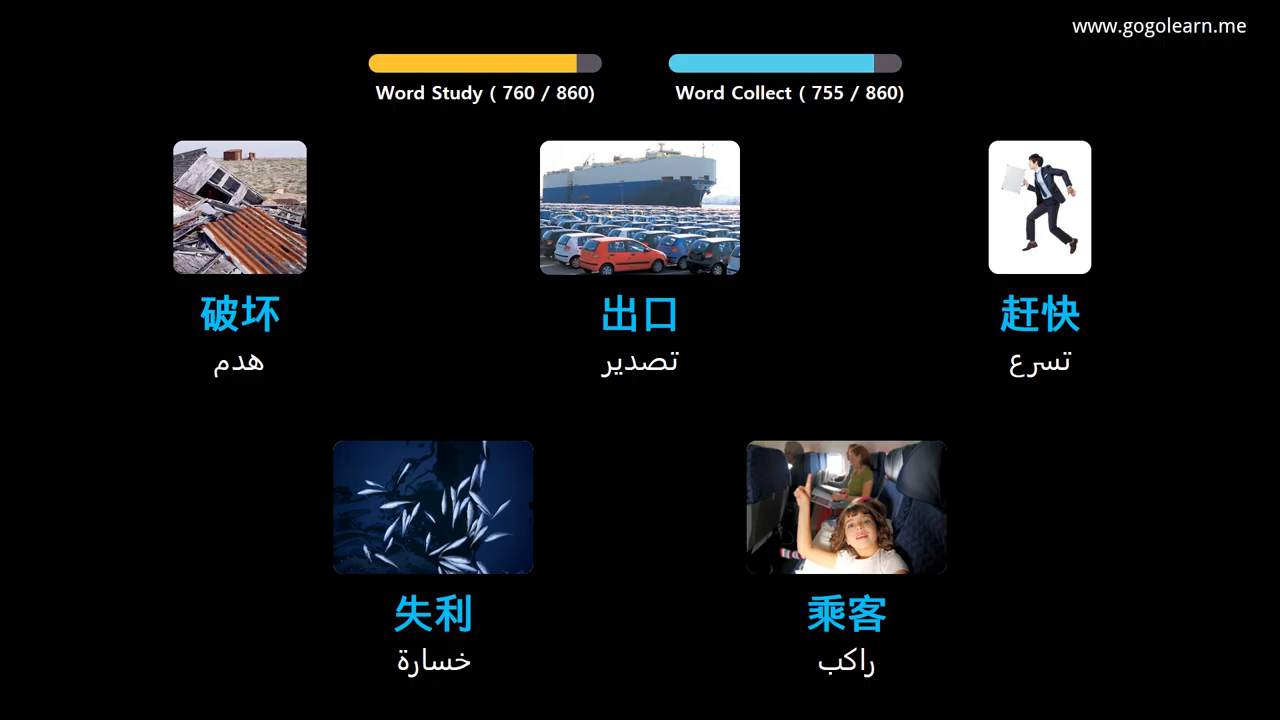 www.gogolearn.me
Word Study ( 760 / 860)
Word Collect ( 755 / 860)
破坏
هدم
出口
تصدير
赶快
تسرع
失利
خسارة
乘客
راكب